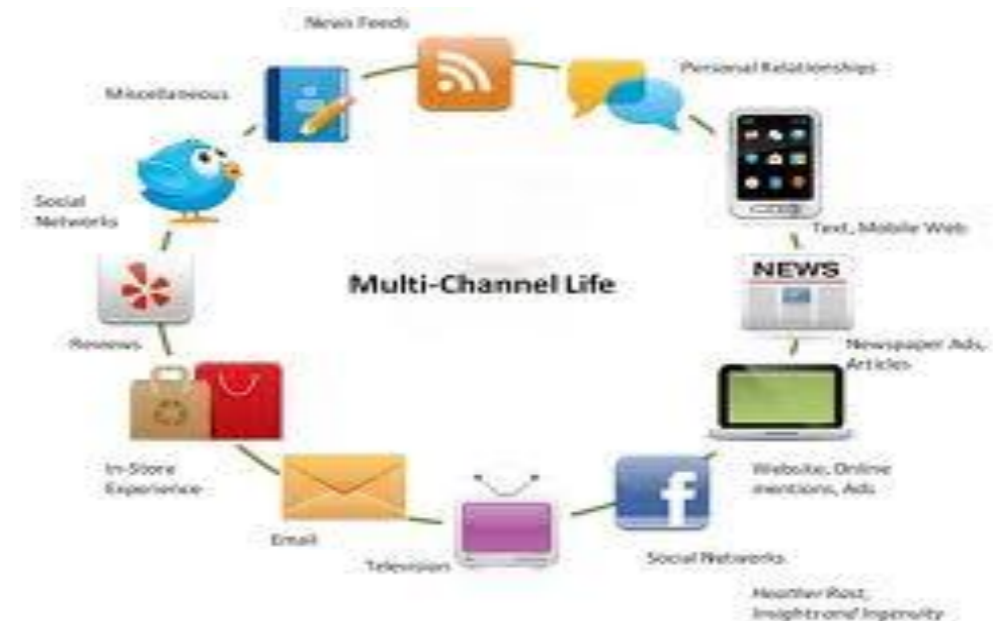 News Feeds
Personal Relationships
Miscellaneous
Social
Networks
Text, Mobile Web
NEWS
Multi-Channel Life
Reviews
Newspaper Ads,
Articles
In-Store
Experience
Website, Online
mentions, Ads
Email
Television
f
Social Networks
Heather Rast,
Insights and Ingenuity